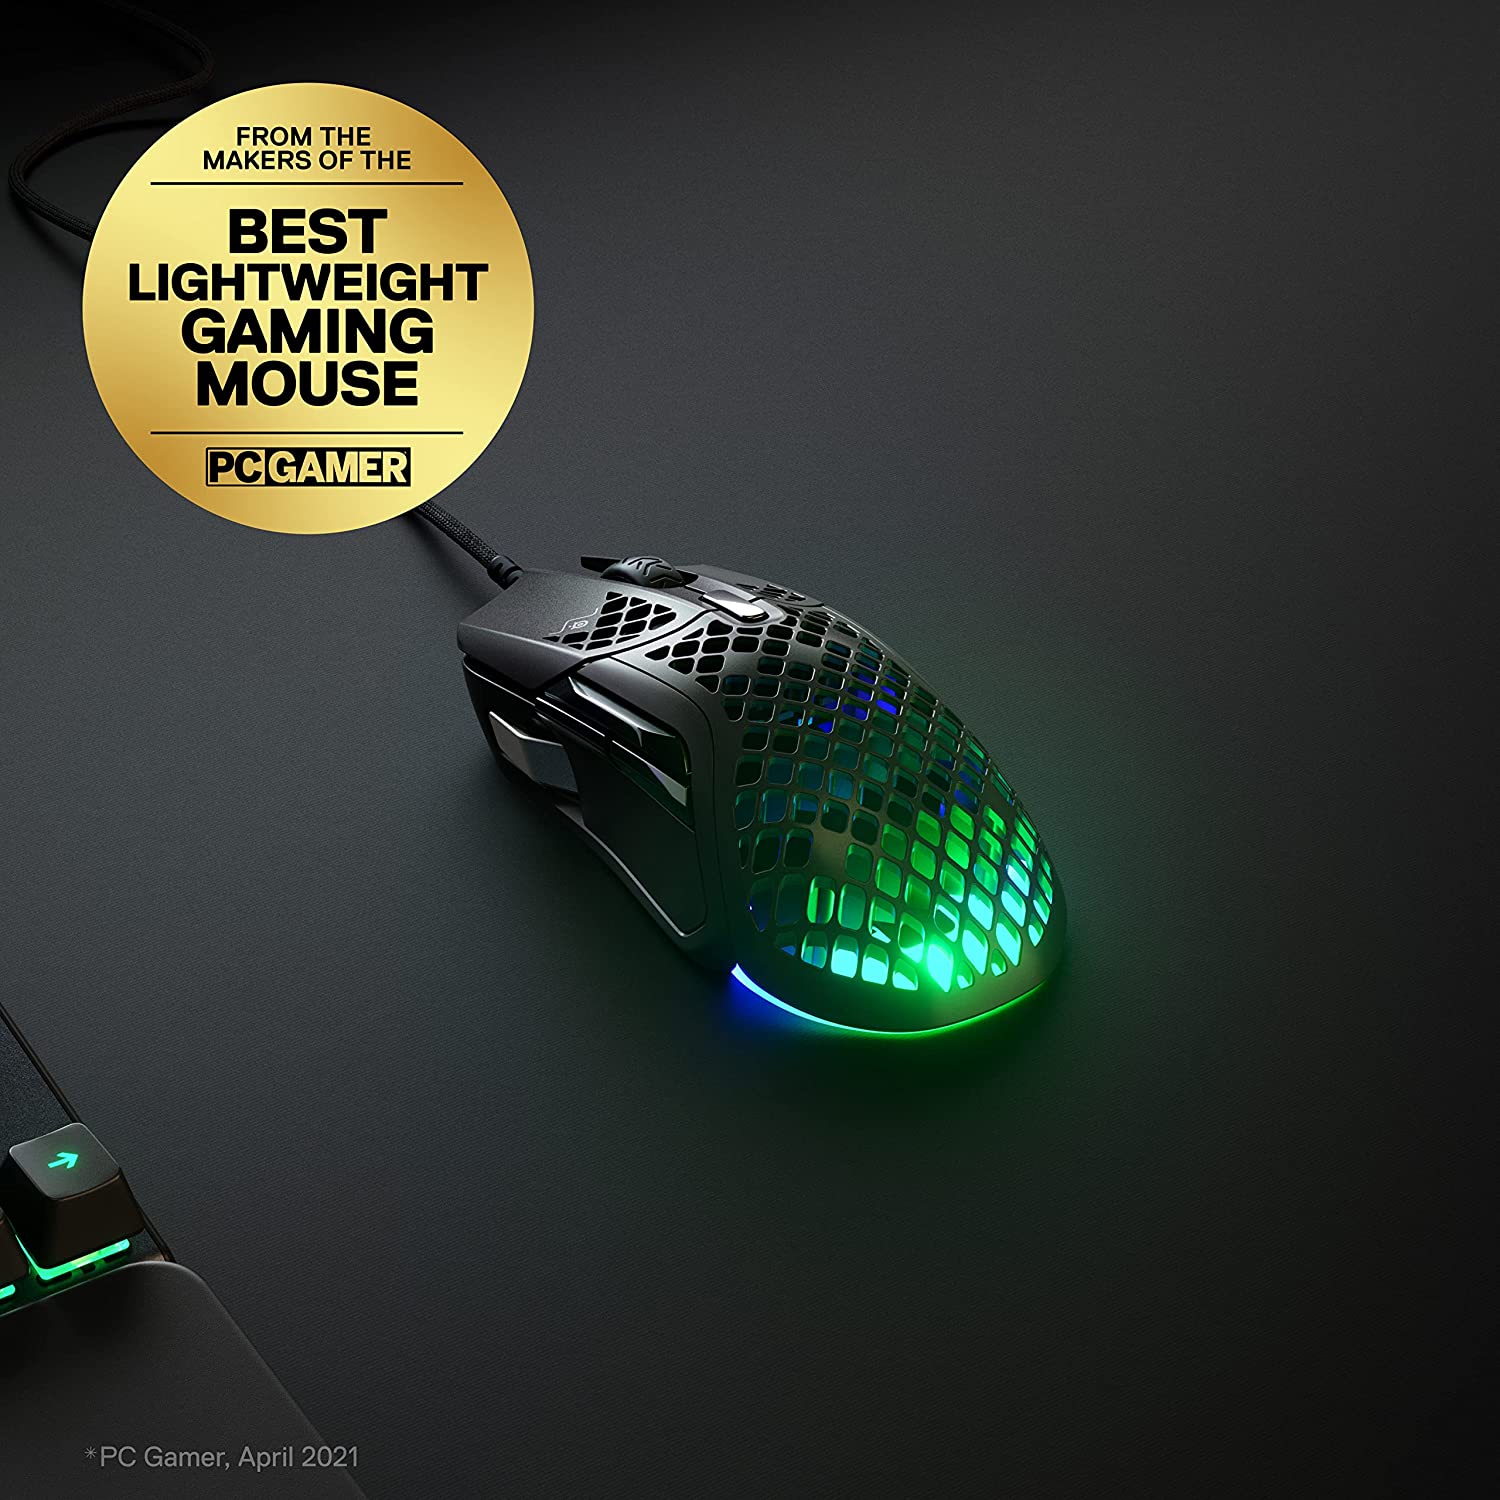 FROM THE
MAKERS OF THE
BEST
LIGHTWEIGHT
GAMING
MOUSE
PC GAMER
*PC Gamer, April 2021